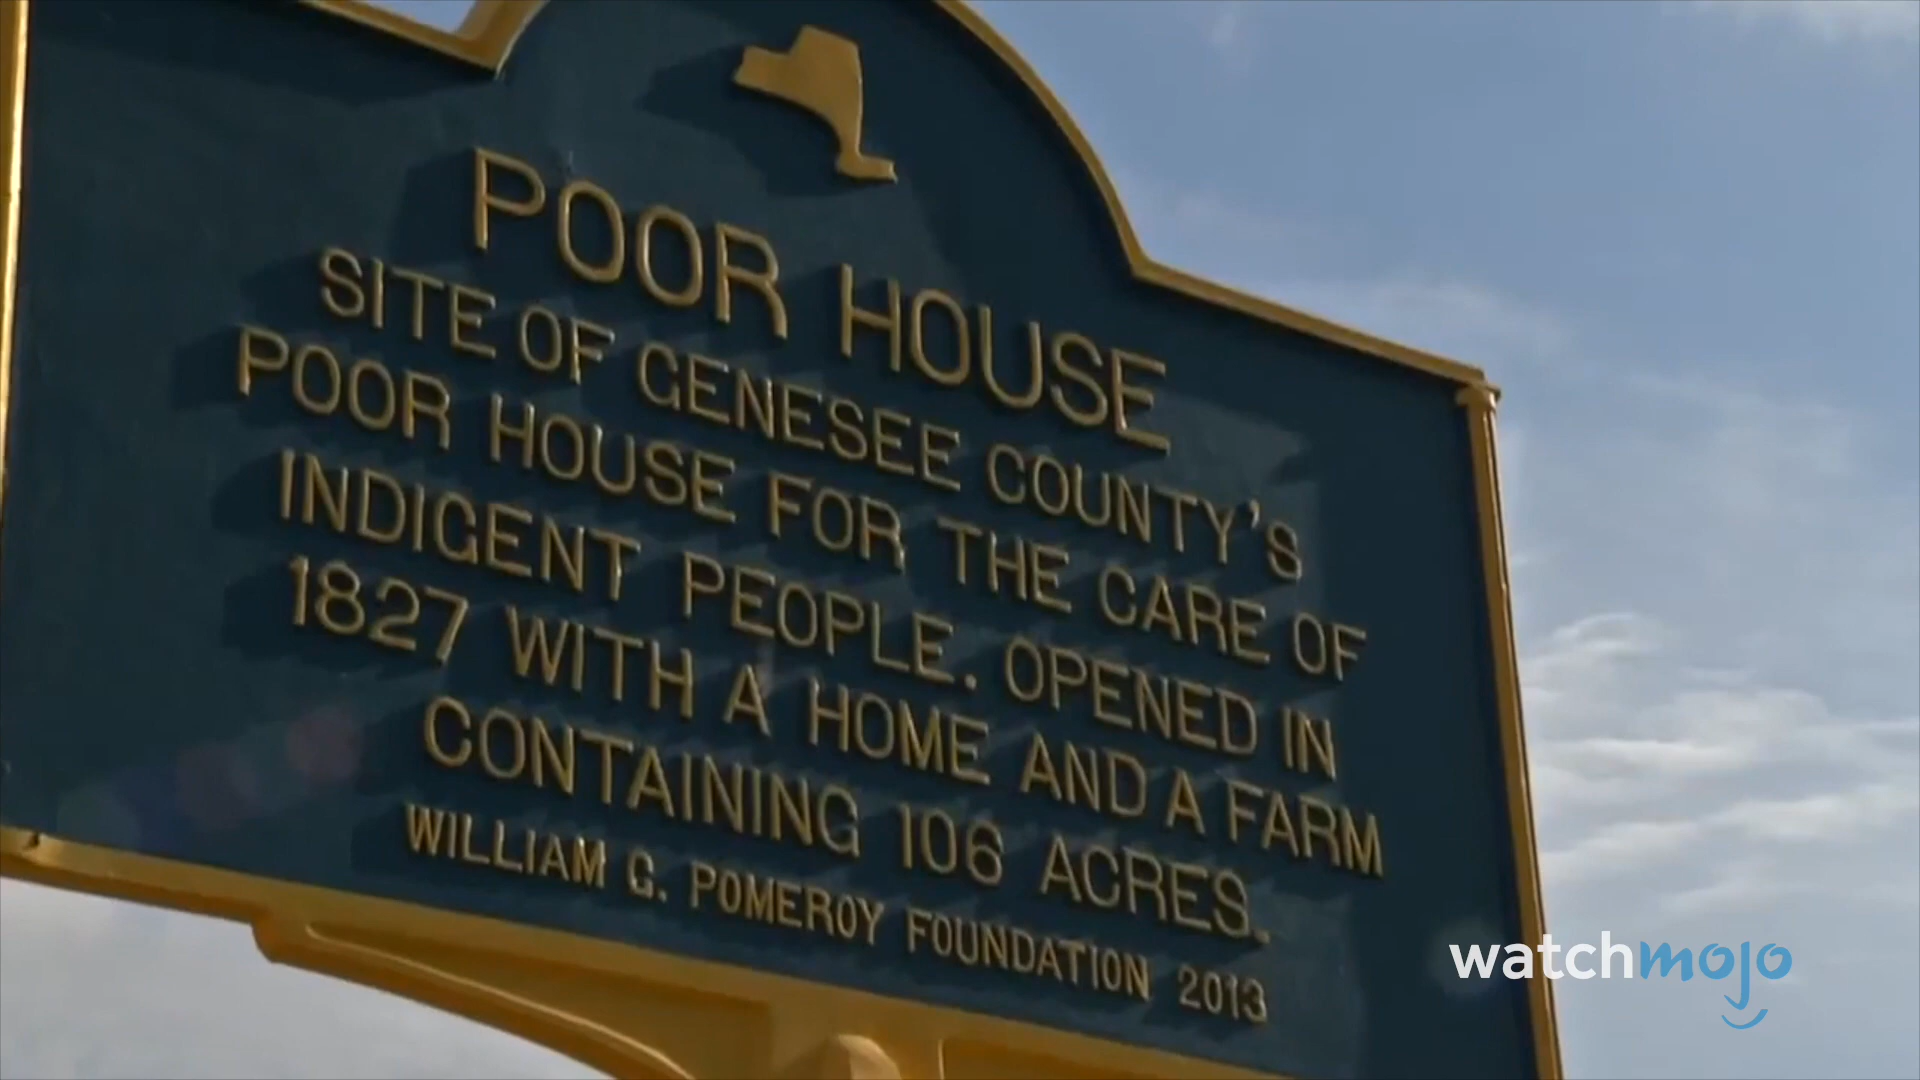 POOR HOUSE
SITE OF GENESEE COUNTY'S
POOR HOUSE FOR THE CARE OF
INDIGENT PEOPLE. OPENED IN
1827 WITH A HOME AND A FARM
CONTAINING 106 ACRES.
WILLIAM G. POMEROY FOUNDATION 2013
watchmojo